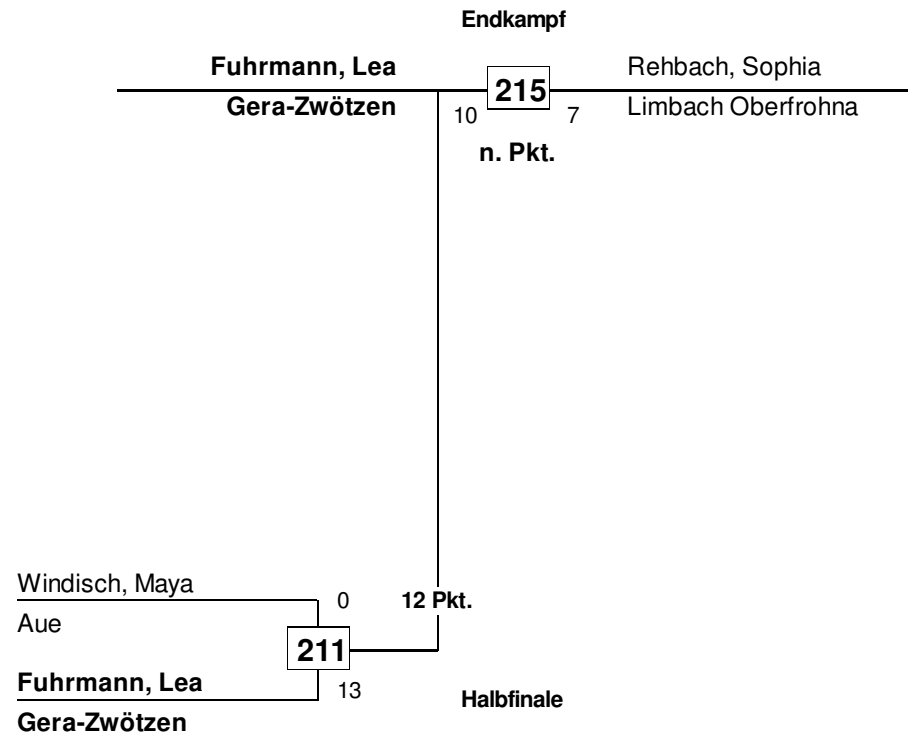 Endkampf
Fuhrmann, Lea
Gera-Zwötzen
10
215
7
n. Pkt.
Rehbach, Sophia
Limbach Oberfrohna
Windisch, Maya
Aue
0
12 Pkt.
211
Fuhrmann, Lea
Gera-Zwötzen
13
Halbfinale